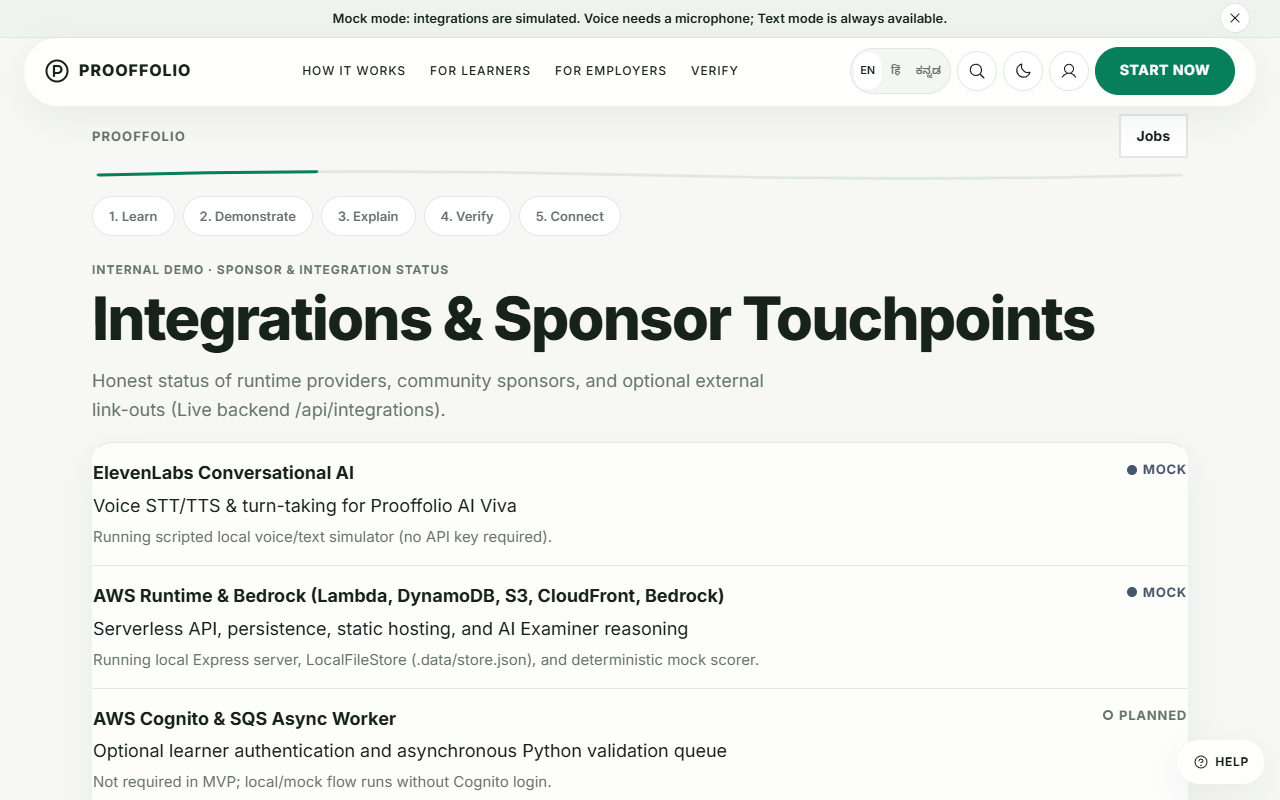 Mock mode: integrations are simulated. Voice needs a microphone; Text mode is always available.
PROOFFOLIO
HOW IT WORKS
FOR LEARNERS
FOR EMPLOYERS
VERIFY
EN
हिं
ಕನ್ನಡ
START NOW
PROOFFOLIO
Jobs
1. Learn
2. Demonstrate
3. Explain
4. Verify
5. Connect
INTERNAL DEMO · SPONSOR & INTEGRATION STATUS
Integrations & Sponsor Touchpoints
Honest status of runtime providers, community sponsors, and optional external
link-outs (Live backend /api/integrations).
ElevenLabs Conversational AI
MOCK
Voice STT/TTS & turn-taking for Prooffolio AI Viva
Running scripted local voice/text simulator (no API key required).
AWS Runtime & Bedrock (Lambda, DynamoDB, S3, CloudFront, Bedrock)
MOCK
Serverless API, persistence, static hosting, and AI Examiner reasoning
Running local Express server, LocalFileStore (.data/store.json), and deterministic mock scorer.
AWS Cognito & SQS Async Worker
PLANNED
Optional learner authentication and asynchronous Python validation queue
Not required in MVP; local/mock flow runs without Cognito login.
HELP